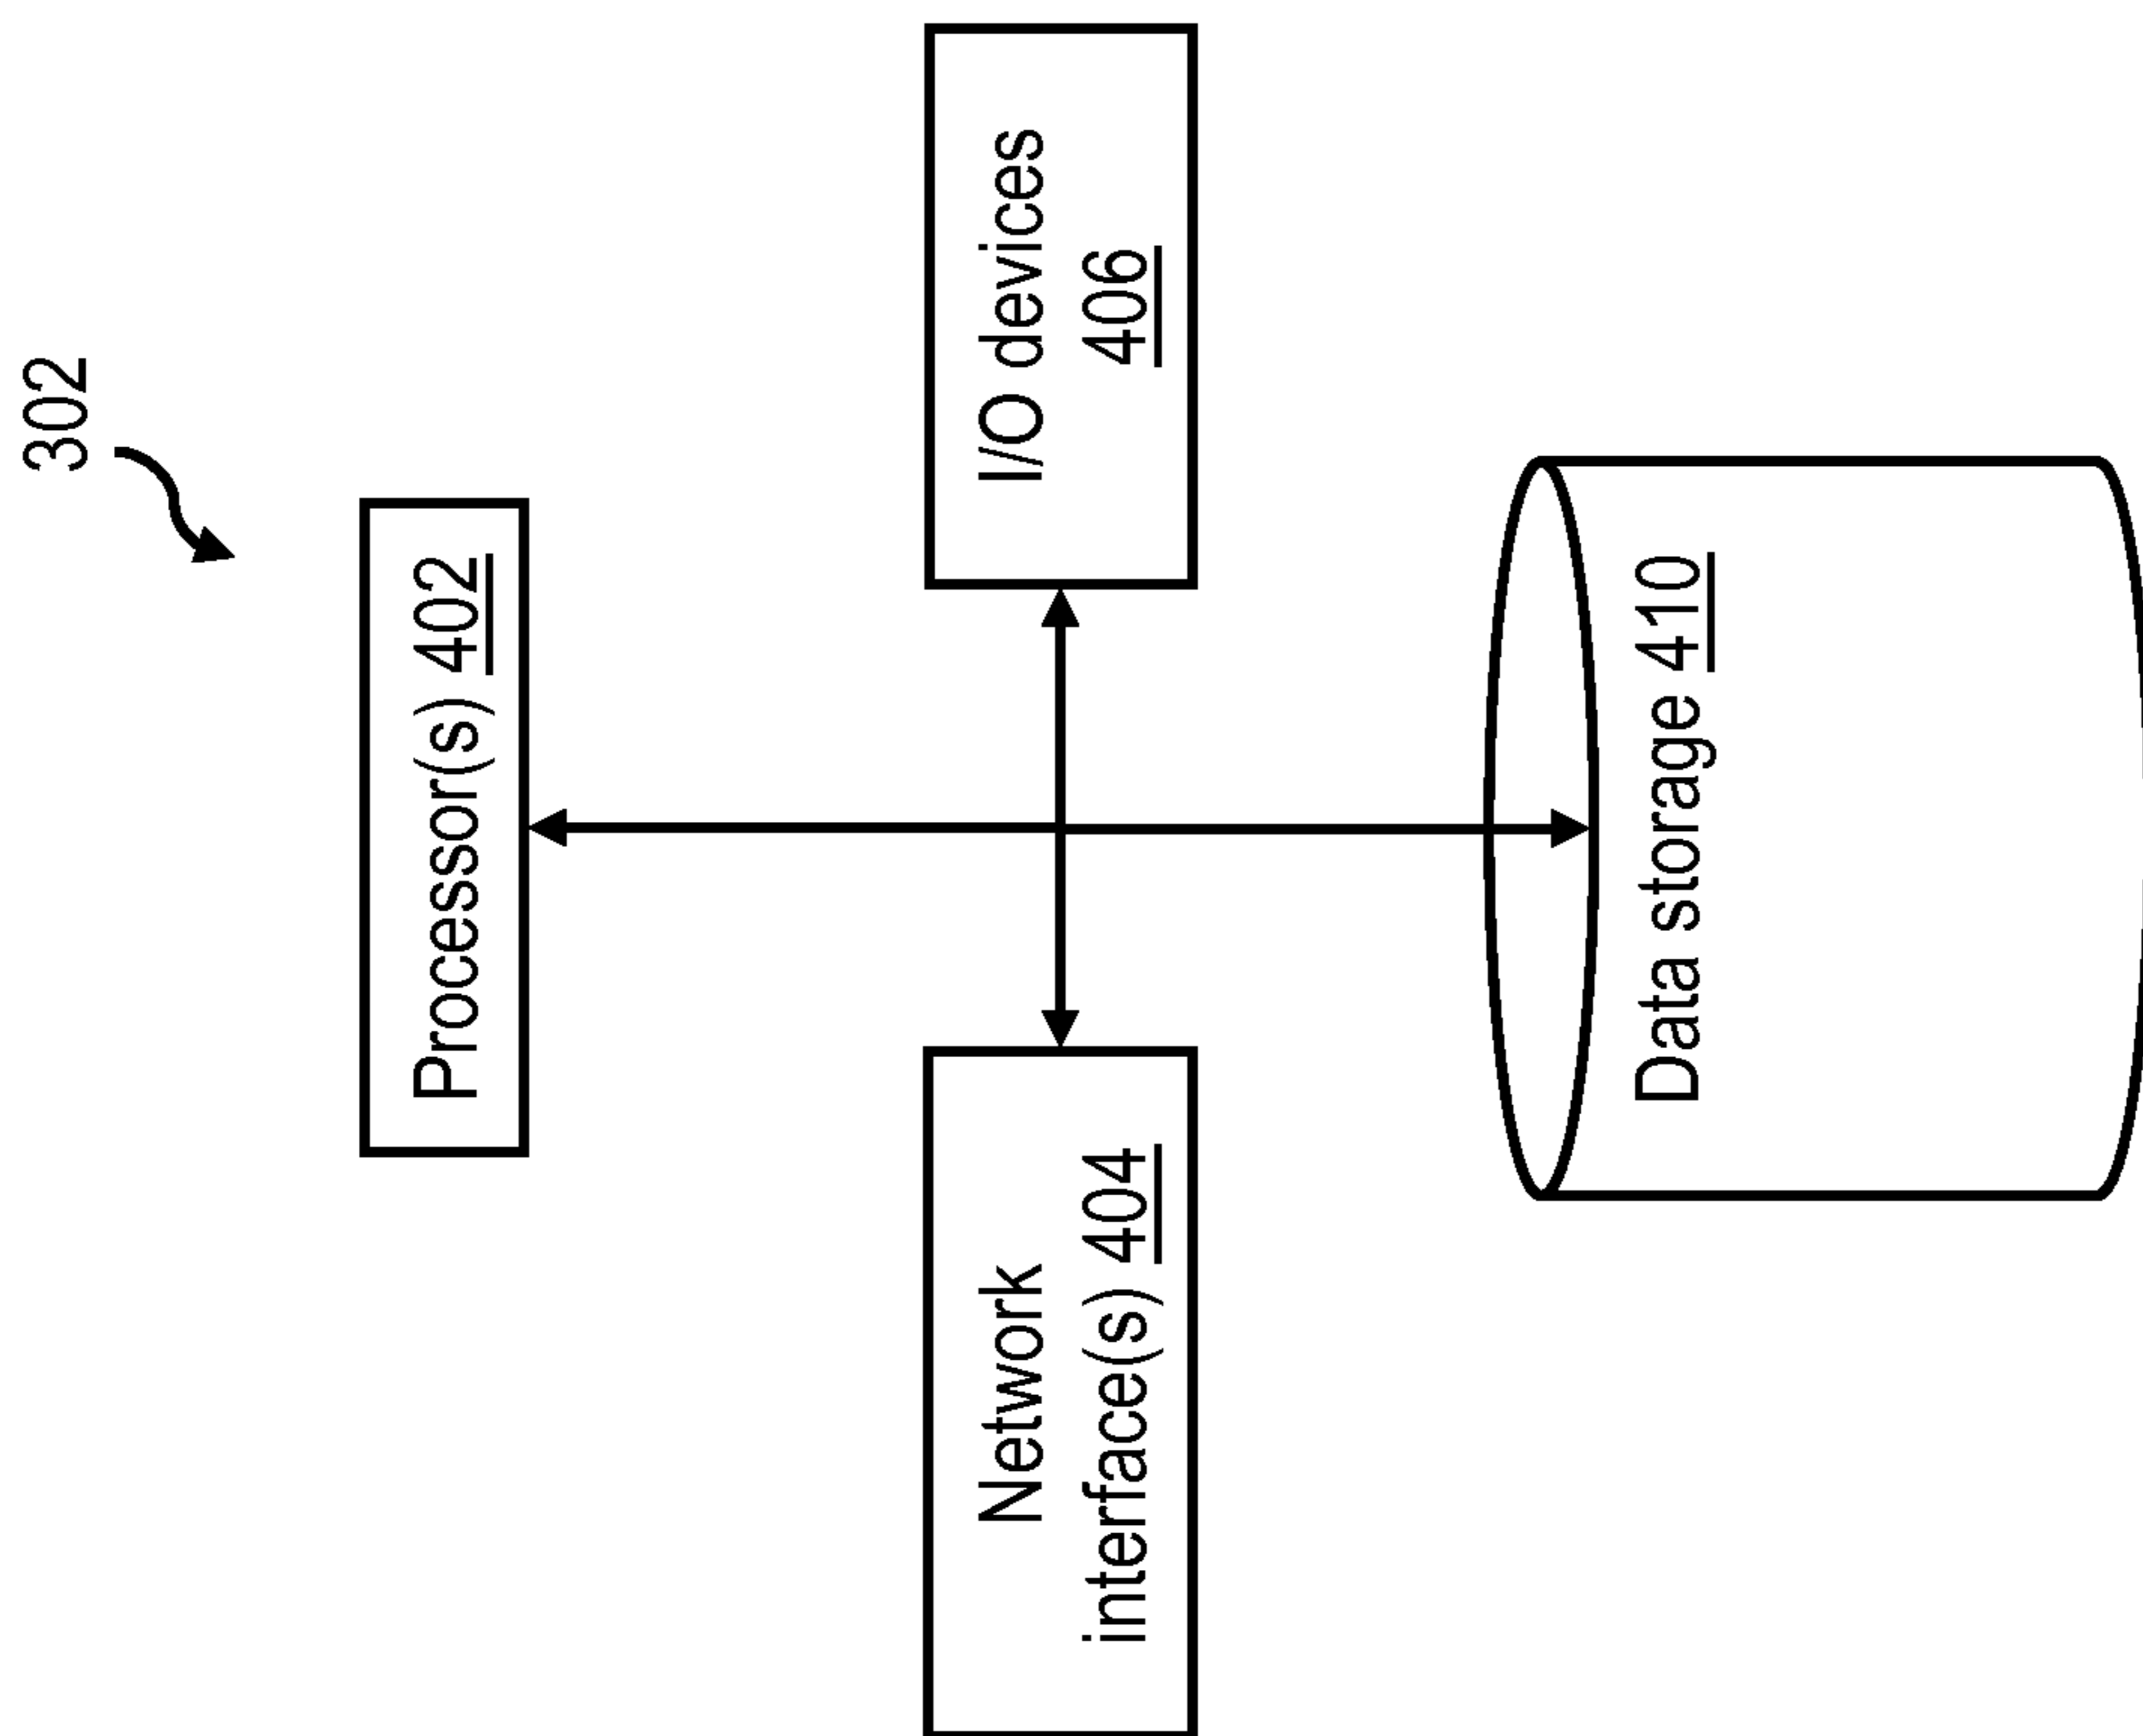 302
Processor(s) 402
Network
interface(s) 404
I/O devices
406
Data storage 410